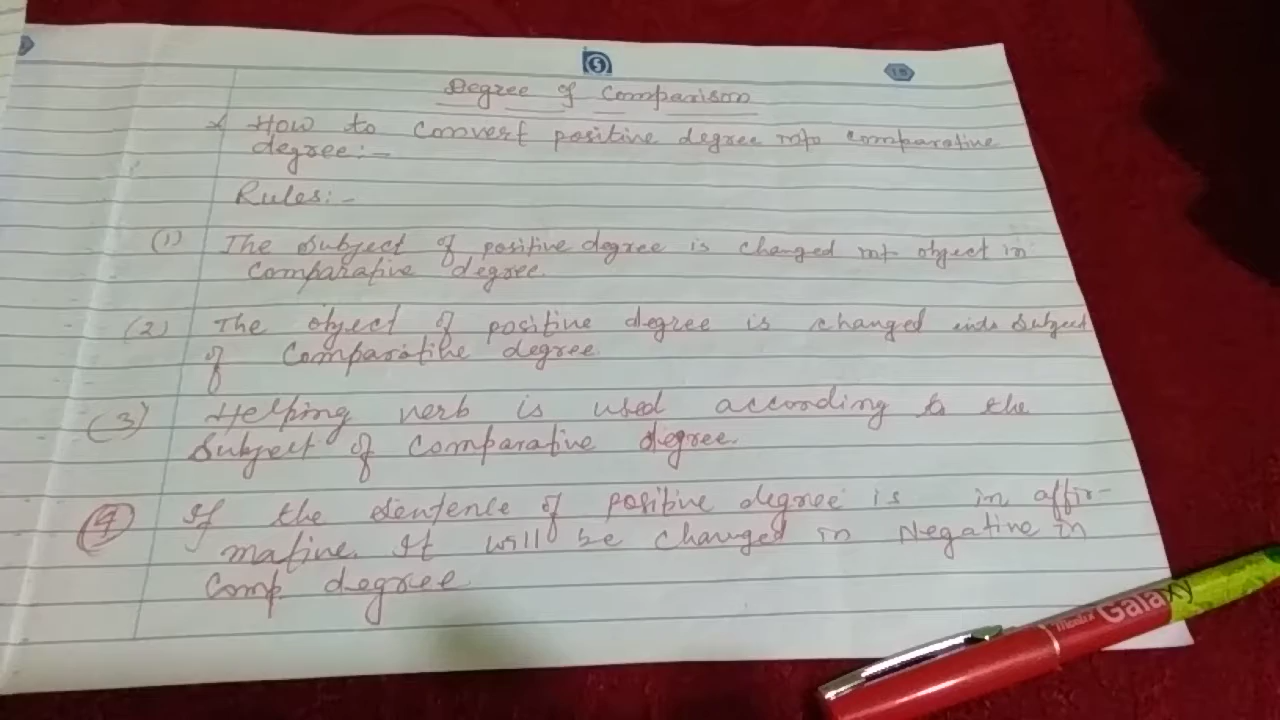 Degree of Comparison
How to convert positive degree into comparative
degree:-
Rules:-
(1) The subject of positive degree is changed int object in
comparative degree.
(2) The object of positive degree is changed into Subject
of Comparative degree.
(3) Helping verb is used according to the
Subject of comparative degree.
(4) If the sentence of positive degree is in affir-
mative. It will be changed in Negative in
Comp. degree
Galaxy